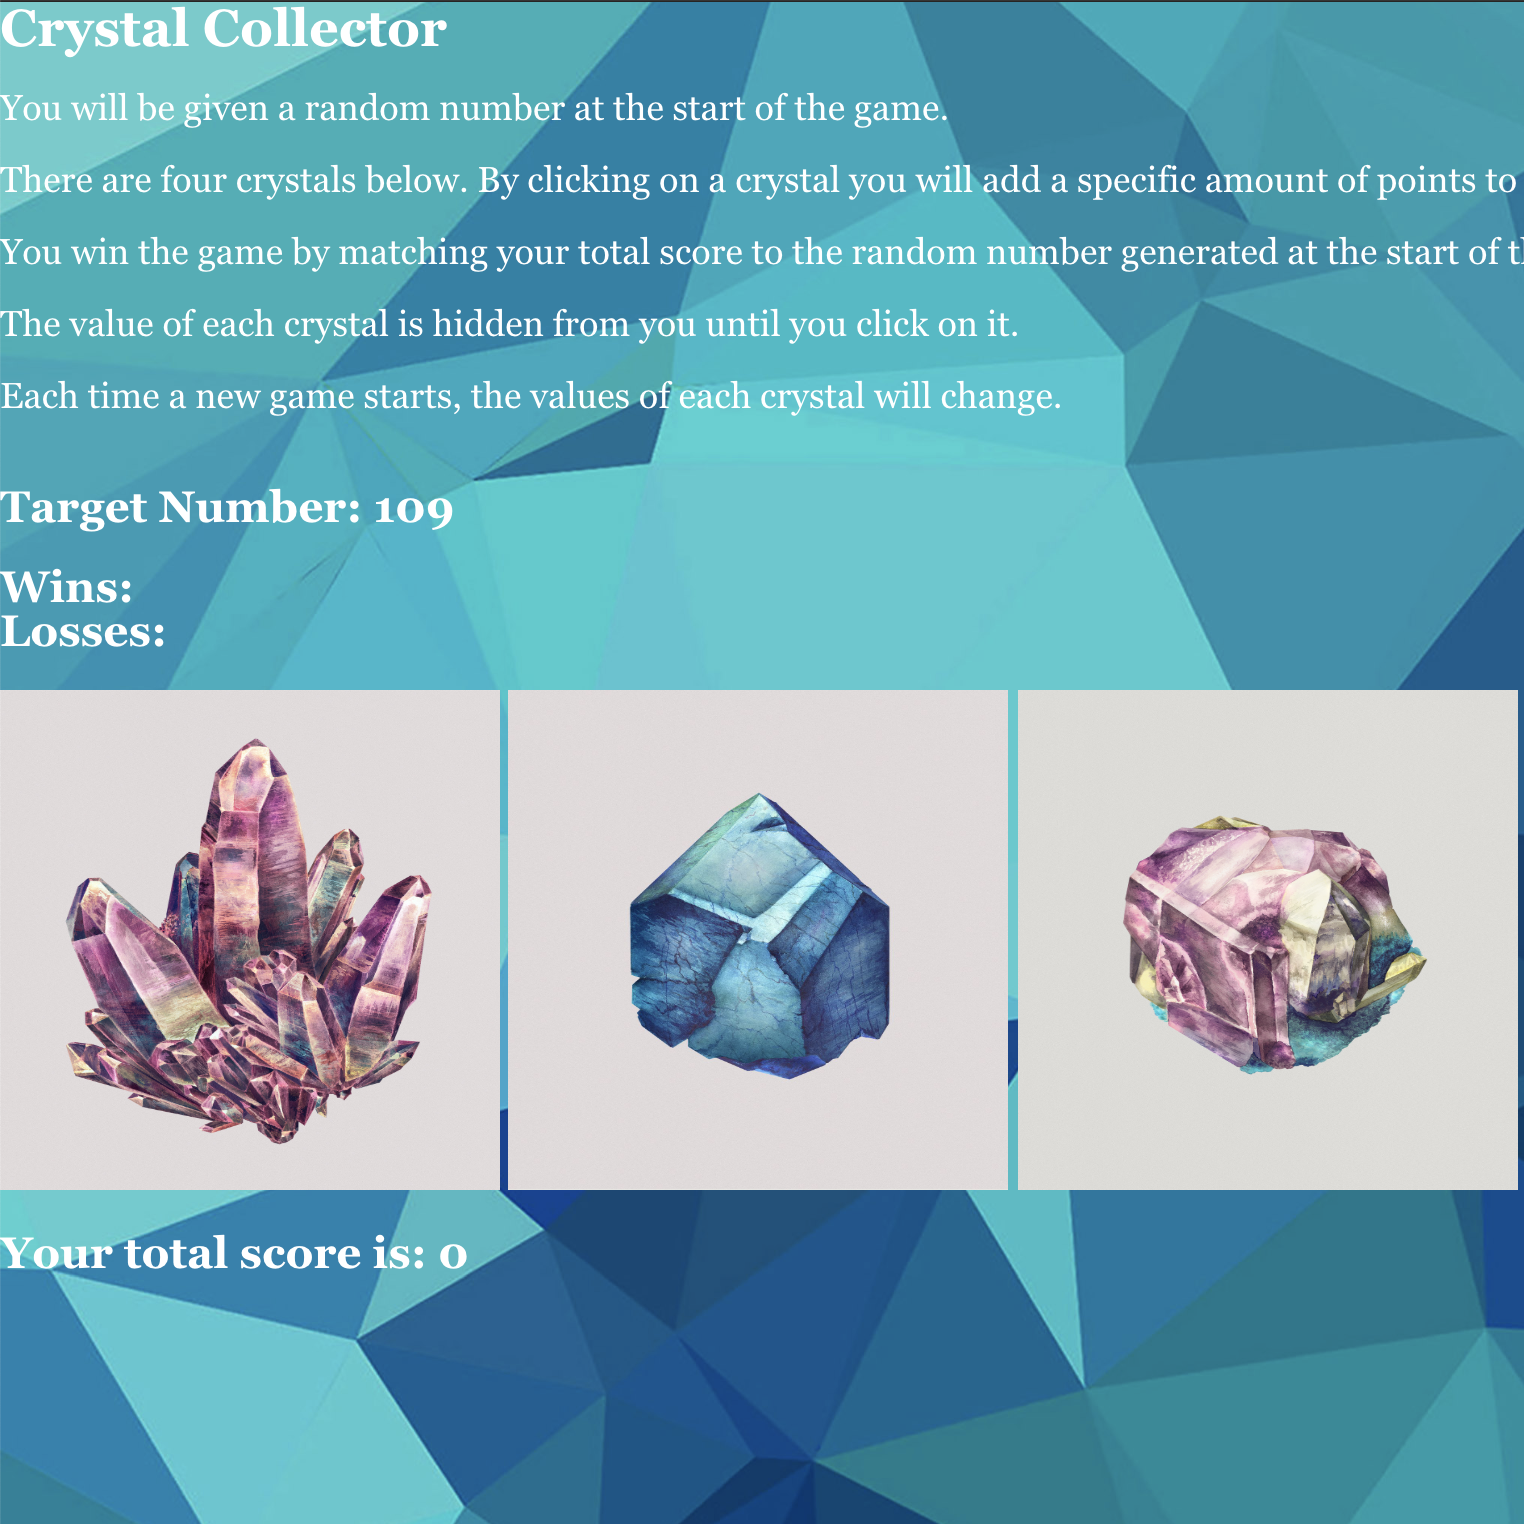 Crystal Collector
You will be given a random number at the start of the game.
There are four crystals below. By clicking on a crystal you will add a specific amount of points to
You win the game by matching your total score to the random number generated at the start of
The value of each crystal is hidden from you until you click on it.
Each time a new game starts, the values of each crystal will change.
Target Number: 109
Wins:
Losses:
Your total score is: 0